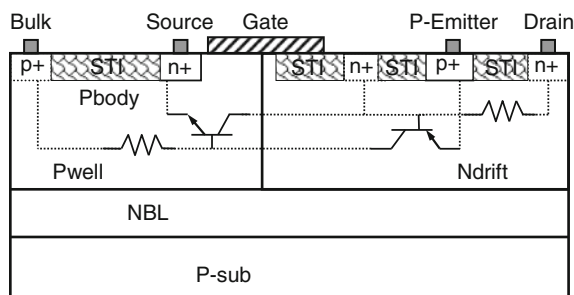 Bulk Source Gate P-Emitter Drain
p+ STI n+ STI n+ STI p+ STI n+
Pbody
Pwell Ndrift
NBL
P-sub